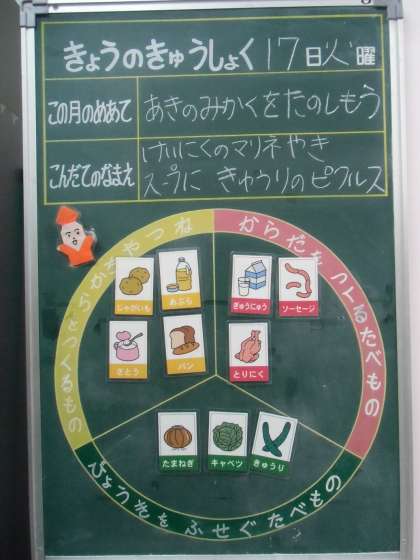 きょうのきゅうしょく 17日火曜
この月のめあて あきのみかくをたのしもう
こんだてのなまえ けいにくのマリネやき
スープに きゅうりのピクルス
ねつやちからとなるもの
からだをつくるたべもの
じゃがいも
あぶら
ぎゅうにゅう
ソーセージ
さとう
パン
とりにく
たまねぎ
キャベツ
きゅうり
びょうきをふせぐたべもの